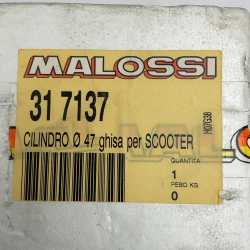 MALOSSI
31 7137
CILINDRO Ø 47 ghisa per SCOOTER
QUANTITA
1
PESO KG
0